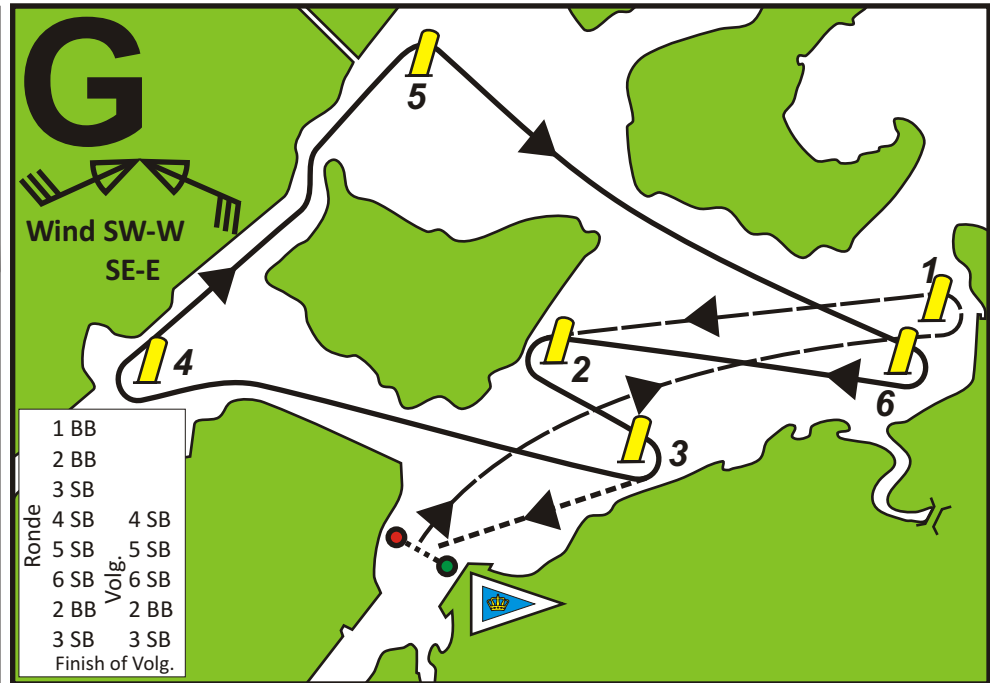 G
Wind SW-W
SE-E
5
1
2
4
6
3
Ronde
Volg.
1 BB
2 BB
3 SB
4 SB 4 SB
5 SB 5 SB
6 SB 6 SB
2 BB 2 BB
3 SB 3 SB
Finish of Volg.